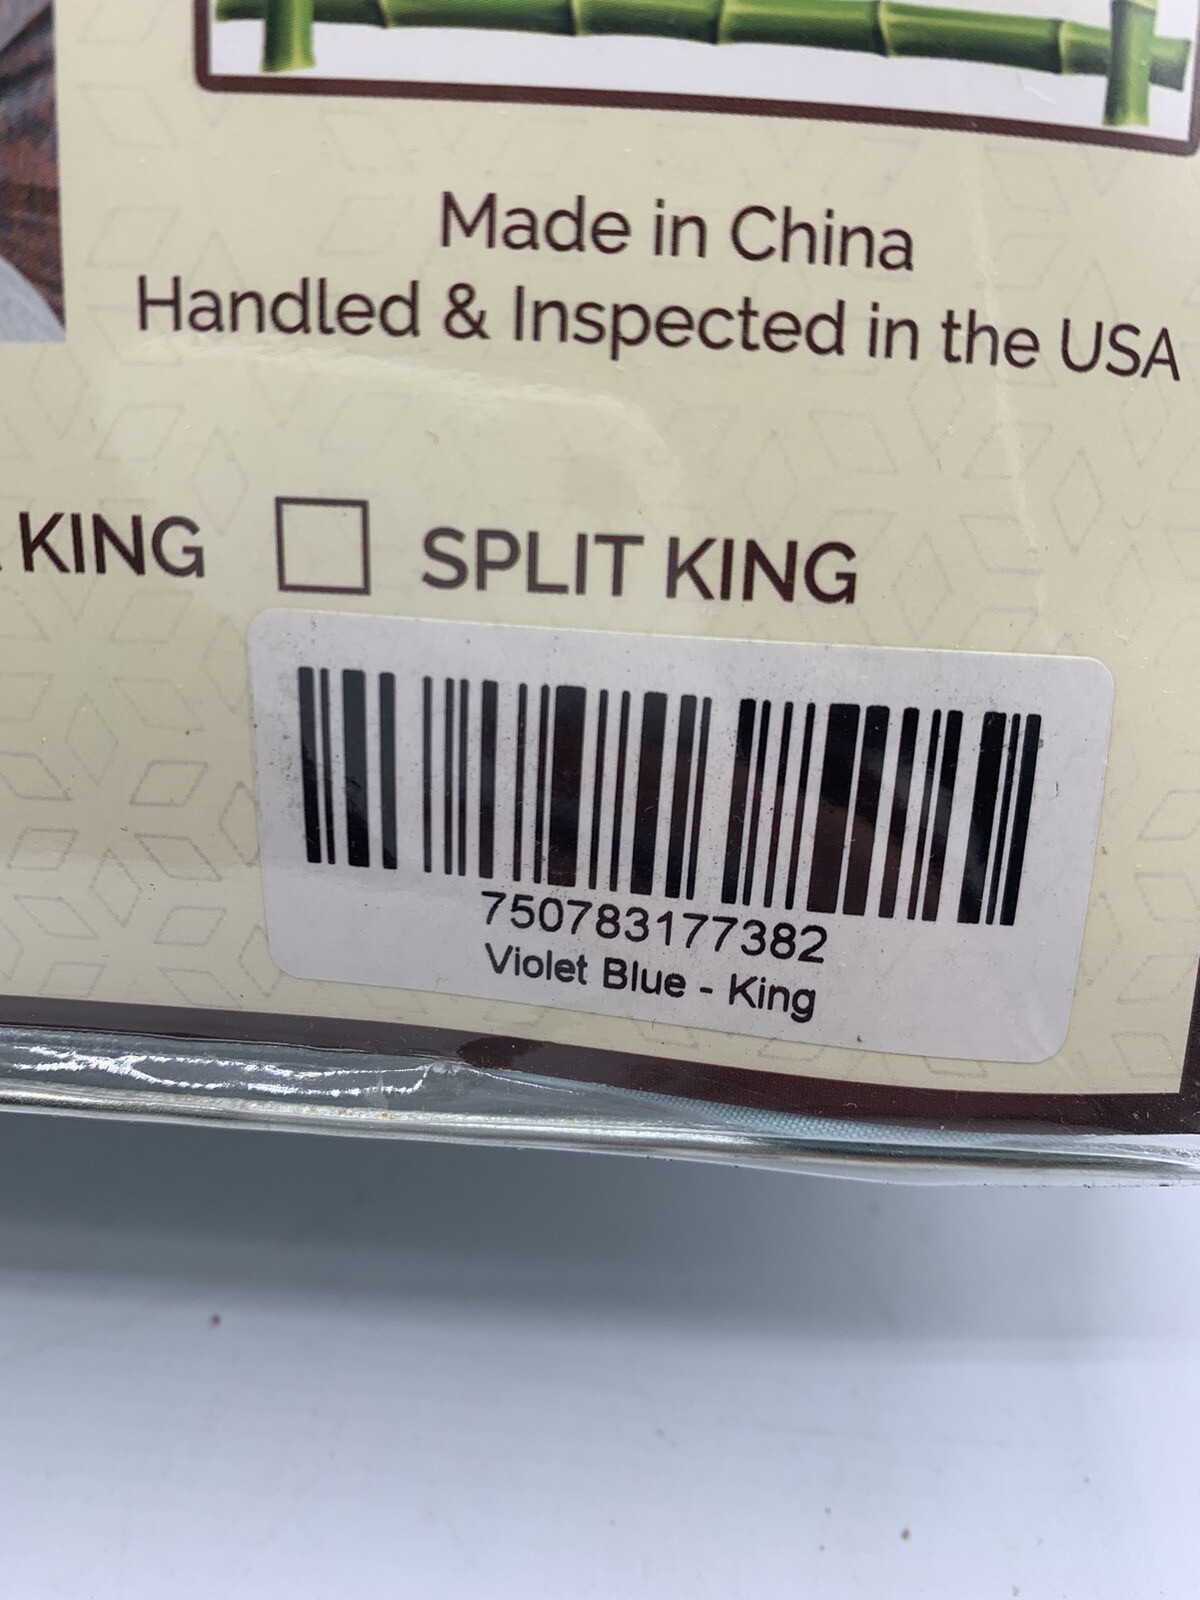 Made in China
Handled & Inspected in the USA
KING
SPLIT KING
750783177382
Violet Blue - King